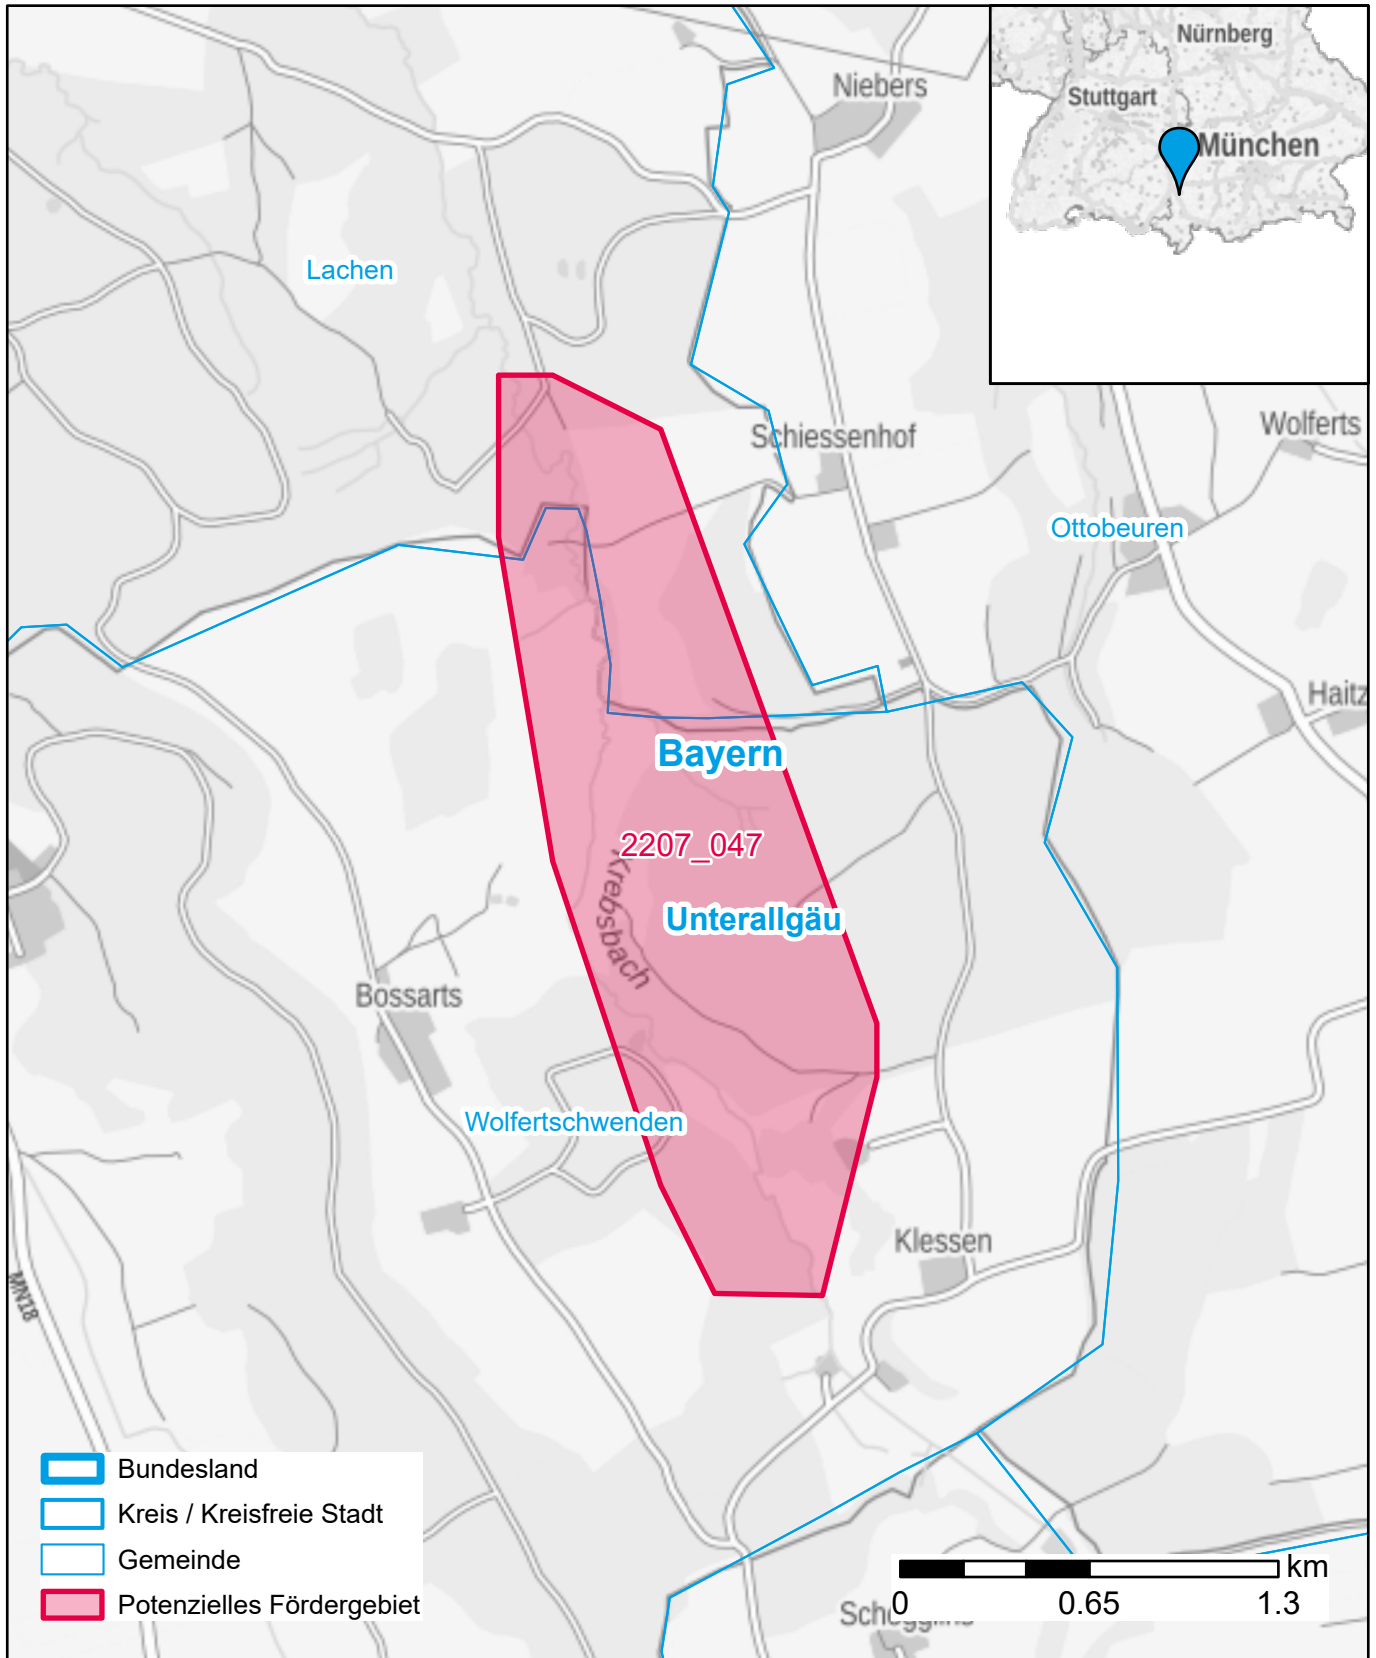 Nürnberg
Stuttgart
München
Niebers
Lachen
Schiessenhof
Wolferts
Ottobeuren
Haitz
Bayern
2207_047
Krebsbach
Unterallgäu
Bossarts
Wolfertschwenden
Klessen
MN18
Bundesland
Kreis / Kreisfreie Stadt
Gemeinde
Potenzielles Fördergebiet
km
0 0.65 1.3